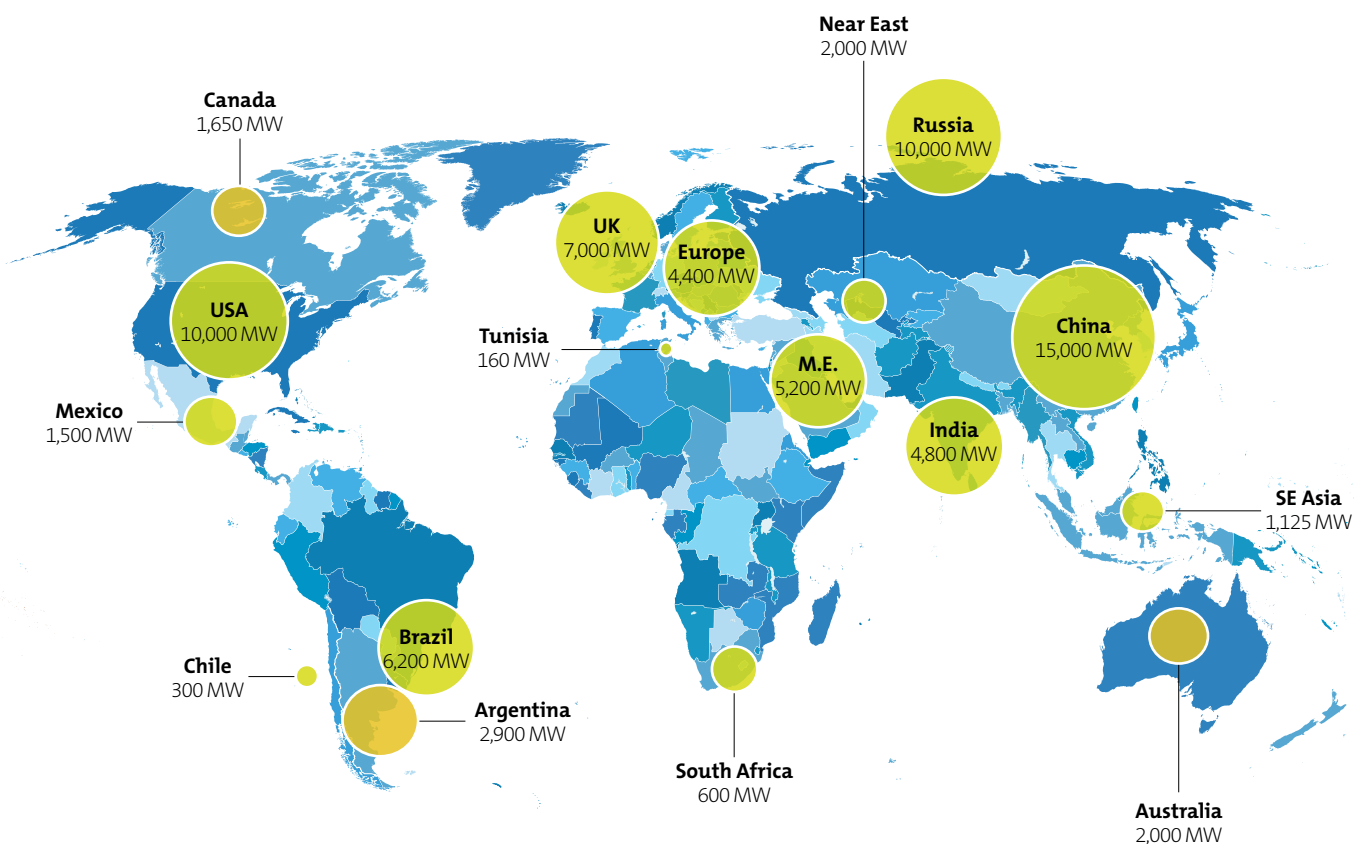 Near East
2,000 MW
Canada
1,650 MW
Russia
10,000 MW
UK
7,000 MW
Europe
4,400 MW
USA
10,000 MW
Tunisia
160 MW
China
15,000 MW
M.E.
5,200 MW
Mexico
1,500 MW
India
4,800 MW
SE Asia
1,125 MW
Brazil
6,200 MW
Chile
300 MW
Argentina
2,900 MW
South Africa
600 MW
Australia
2,000 MW